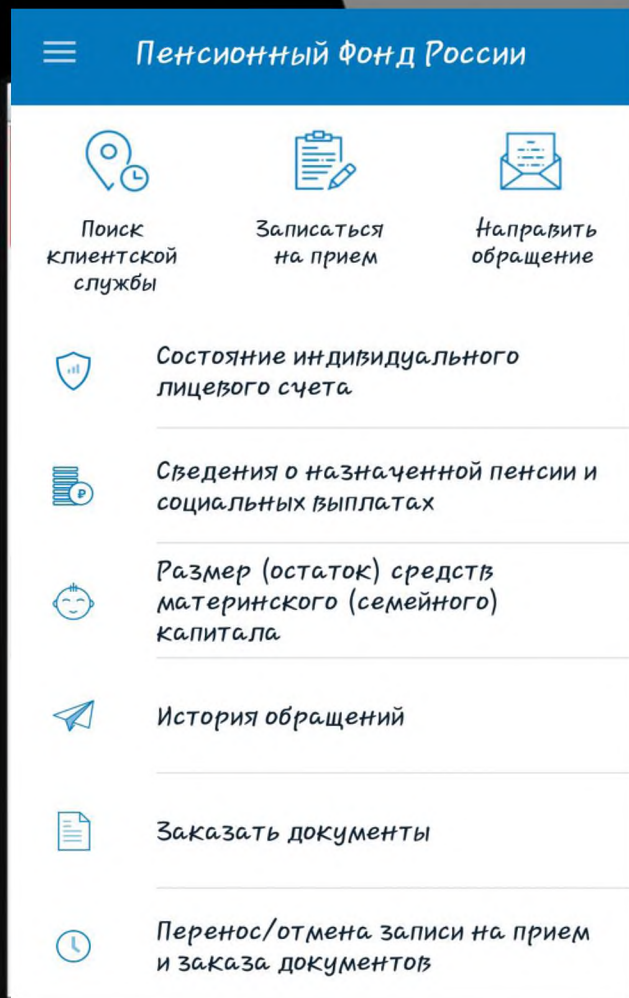 Пенсионный Фонд России
Поиск
клиентской
службы
Записаться
на прием
Направить
обращение
Состояние индивидуального
лицевого счета
Сведения о назначенной пенсии и
социальных выплатах
Размер (остаток) средств
материнского (семейного)
капитала
История обращений
Заказать документы
Перенос/отмена записи на прием
и заказа документов